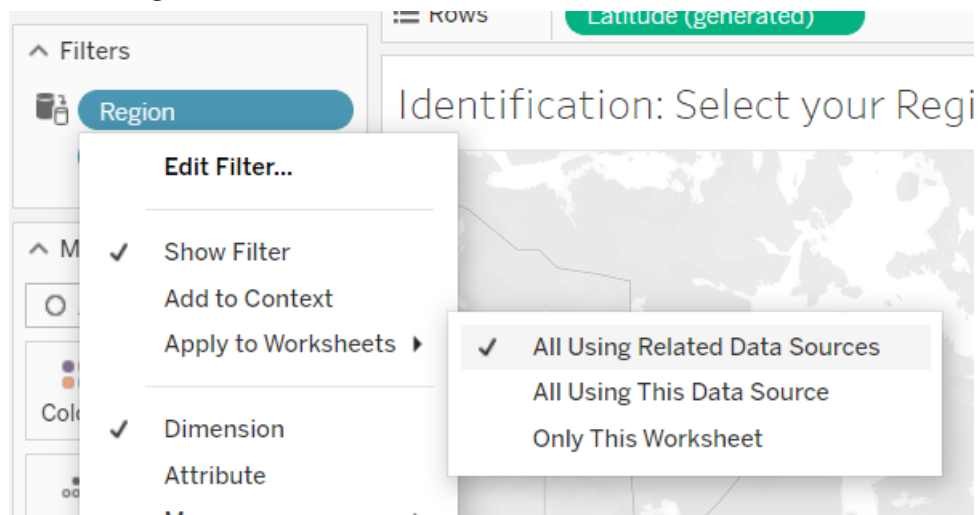 Rows
Latitude (generated)
Filters
Region
Identification: Select your Regi
Edit Filter...
Show Filter
Add to Context
Apply to Worksheets
All Using Related Data Sources
All Using This Data Source
Only This Worksheet
Dimension
Attribute